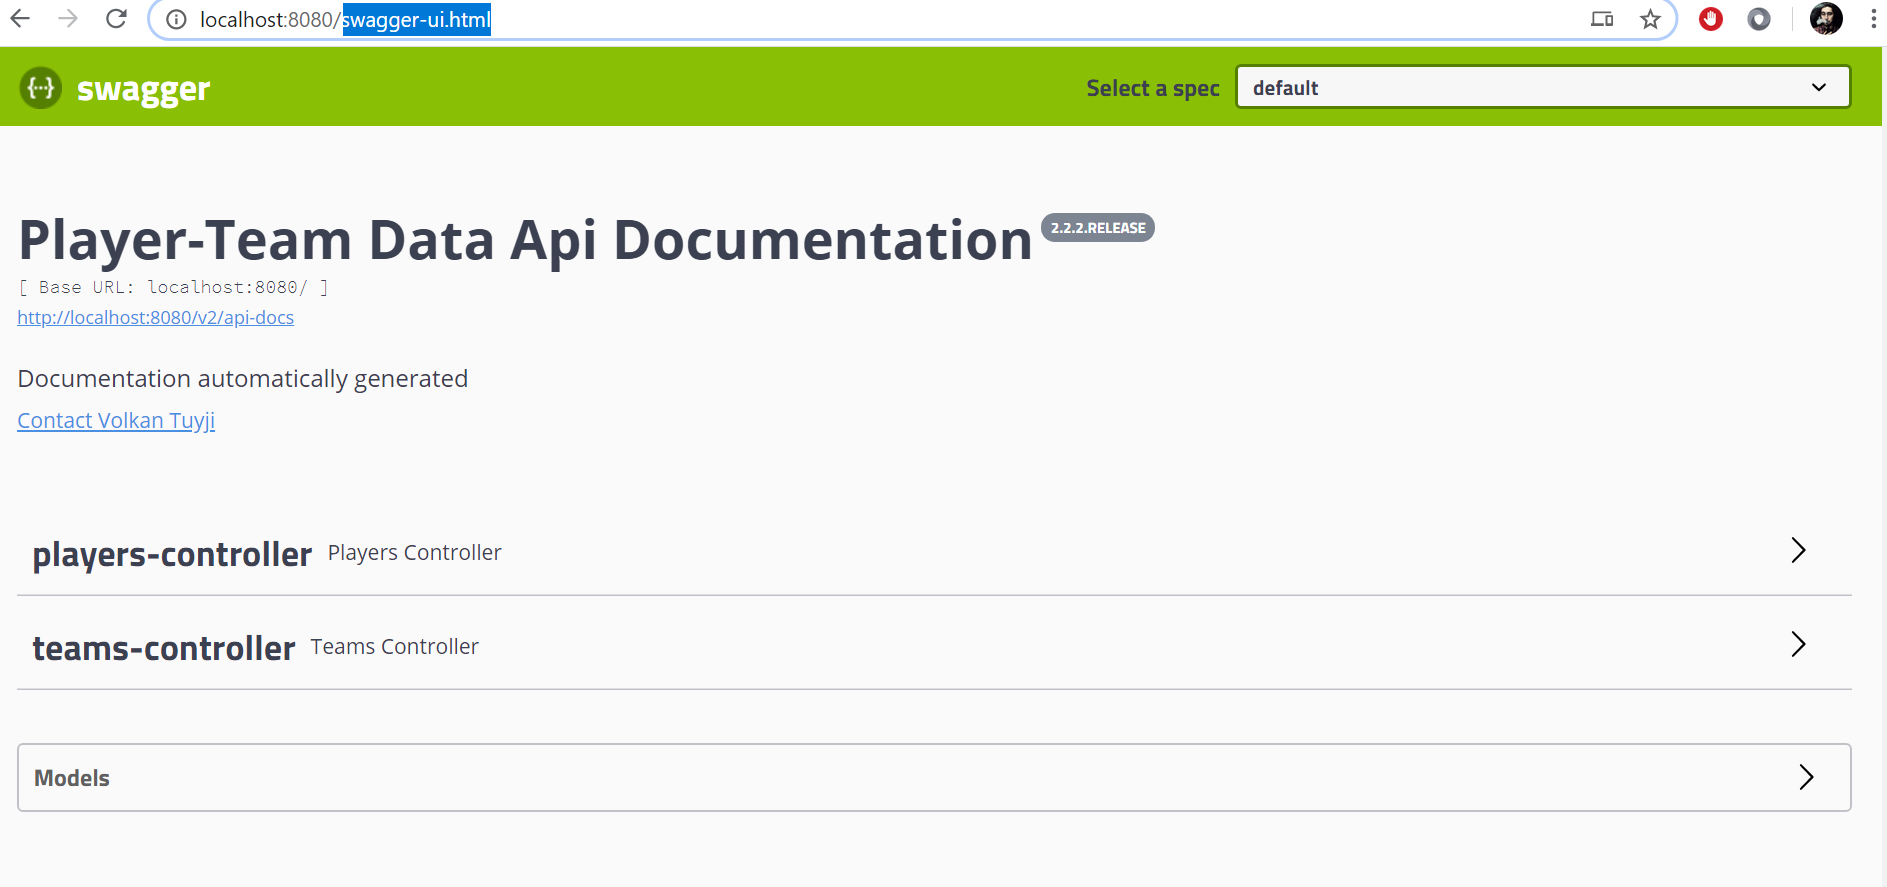 localhost:8080/swagger-ui.html
{···} swagger
Select a spec
default
Player-Team Data Api Documentation 2.2.2.RELEASE
[ Base URL: localhost:8080/ ]
http://localhost:8080/v2/api-docs
Documentation automatically generated
Contact Volkan Tuyji
players-controller Players Controller
teams-controller Teams Controller
Models